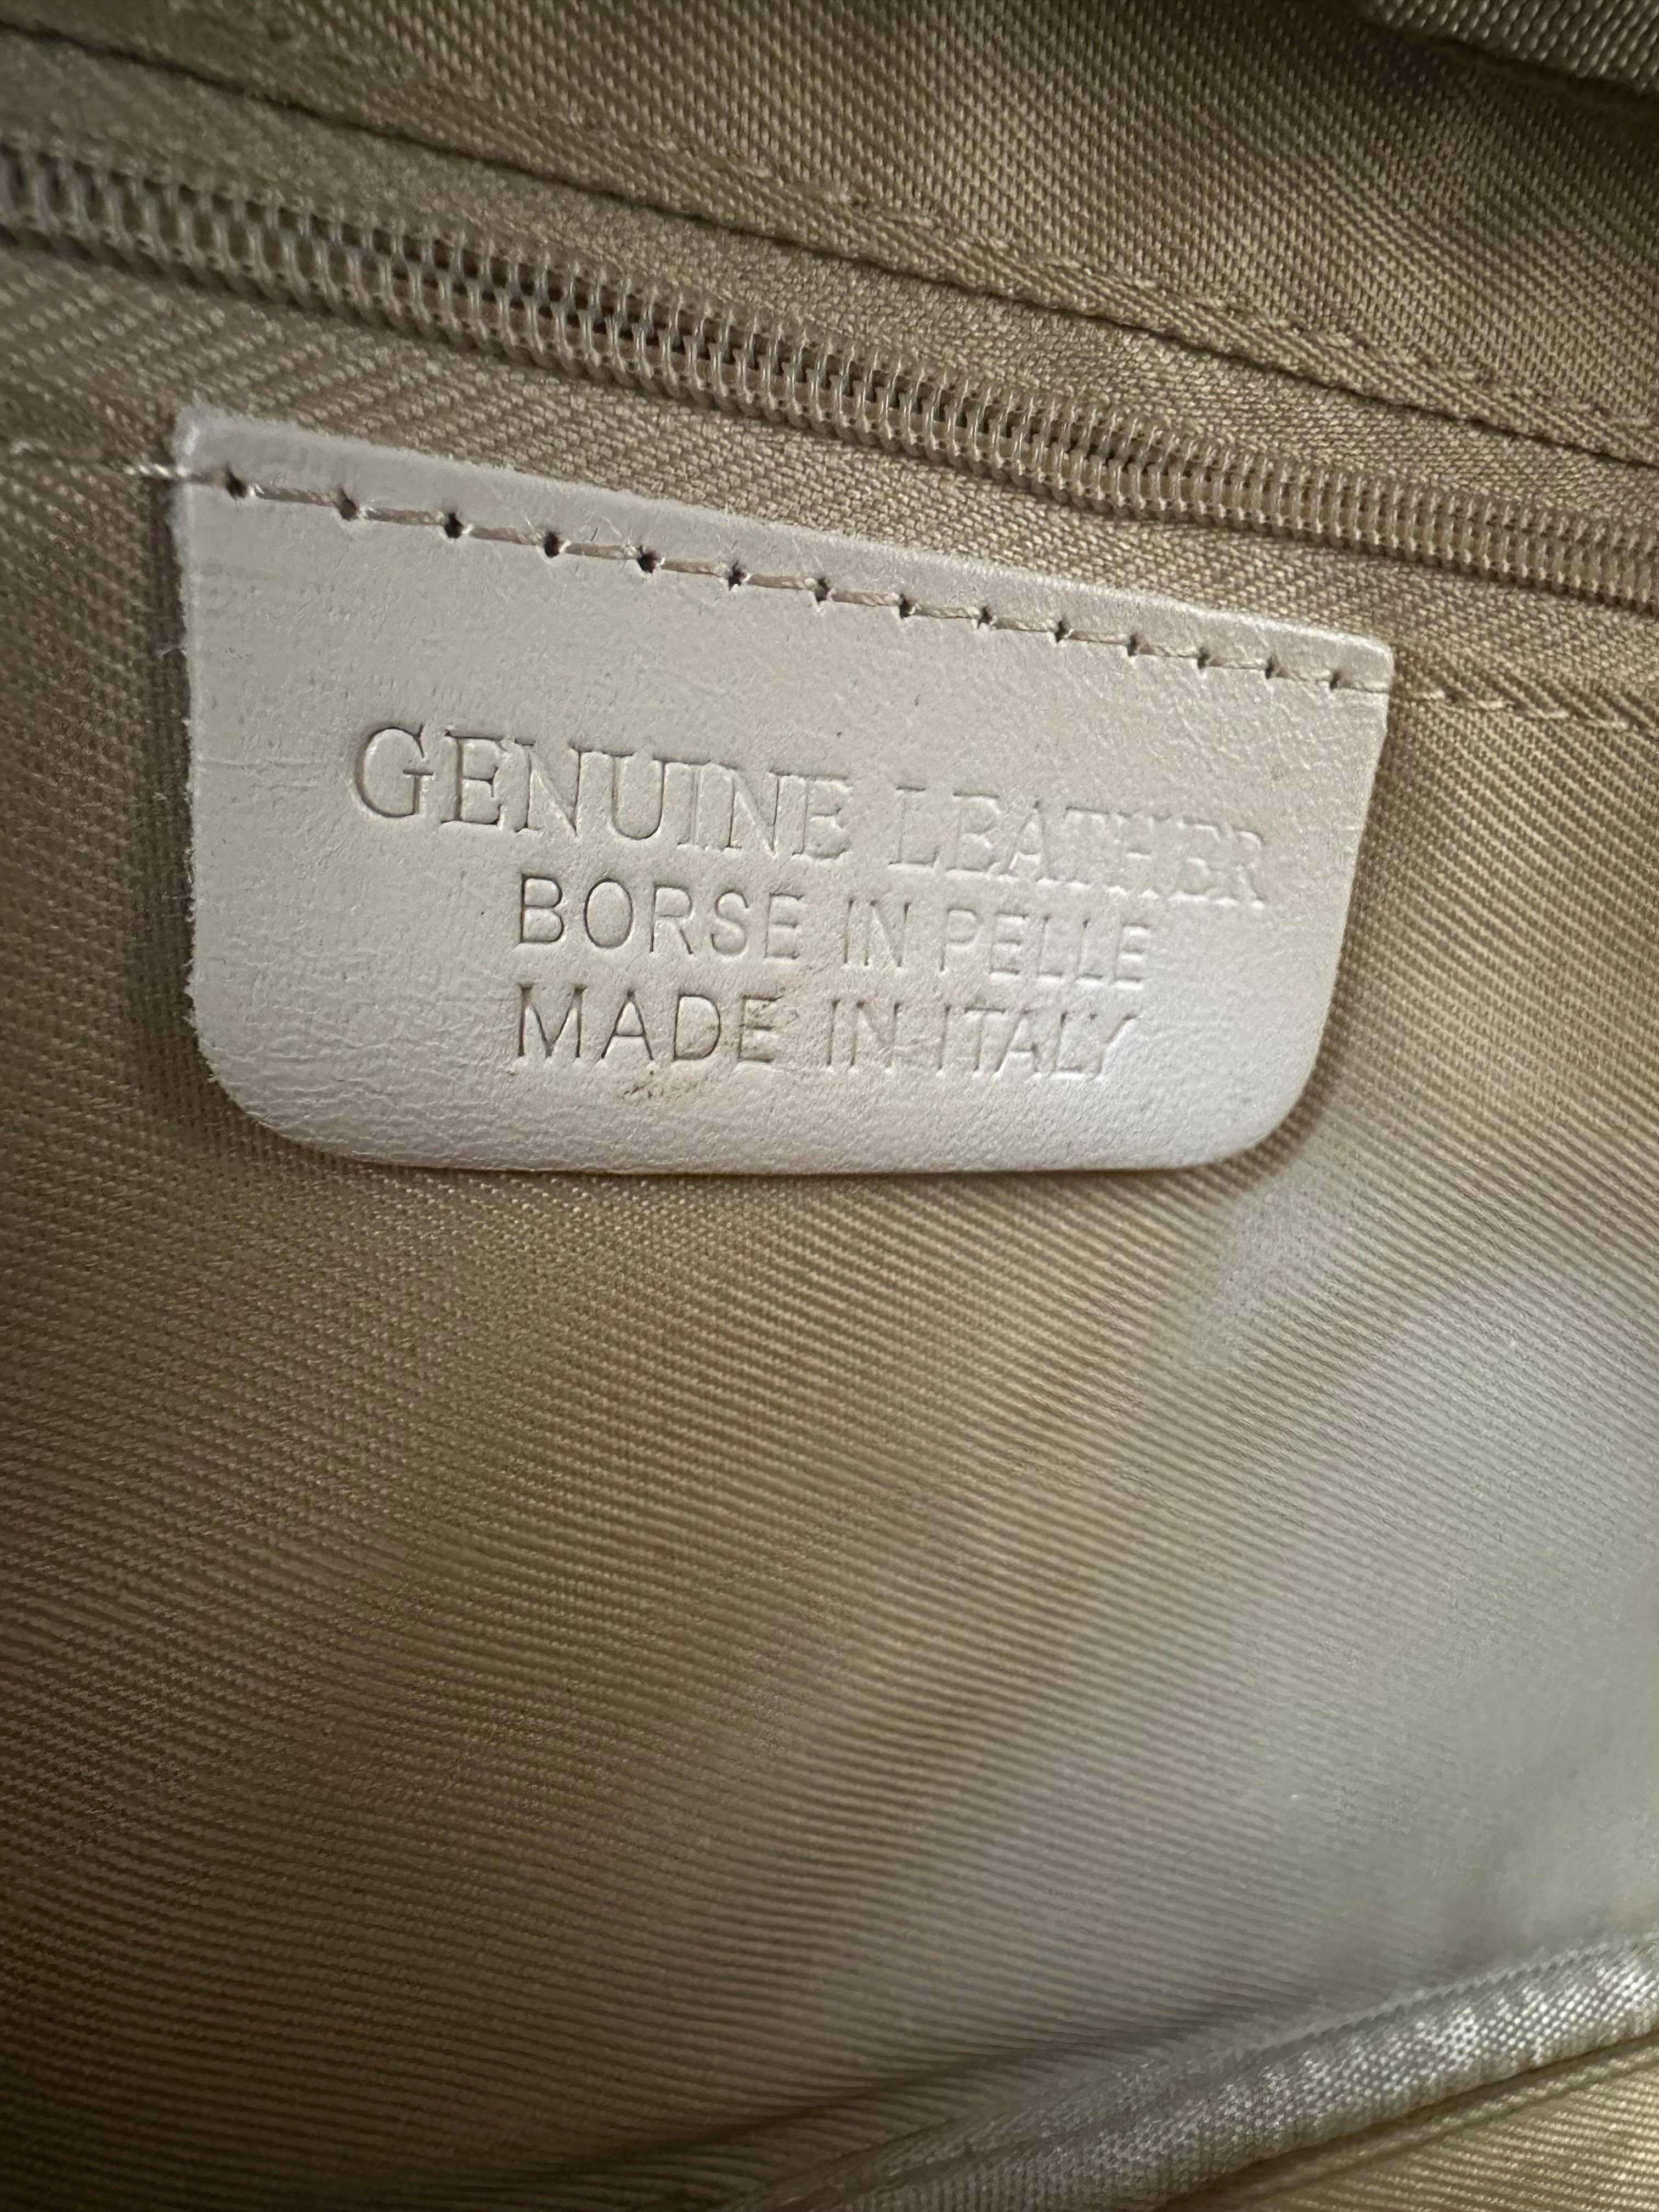 GENUINE LEATHER
BORSE IN PELLE
MADE IN ITALY